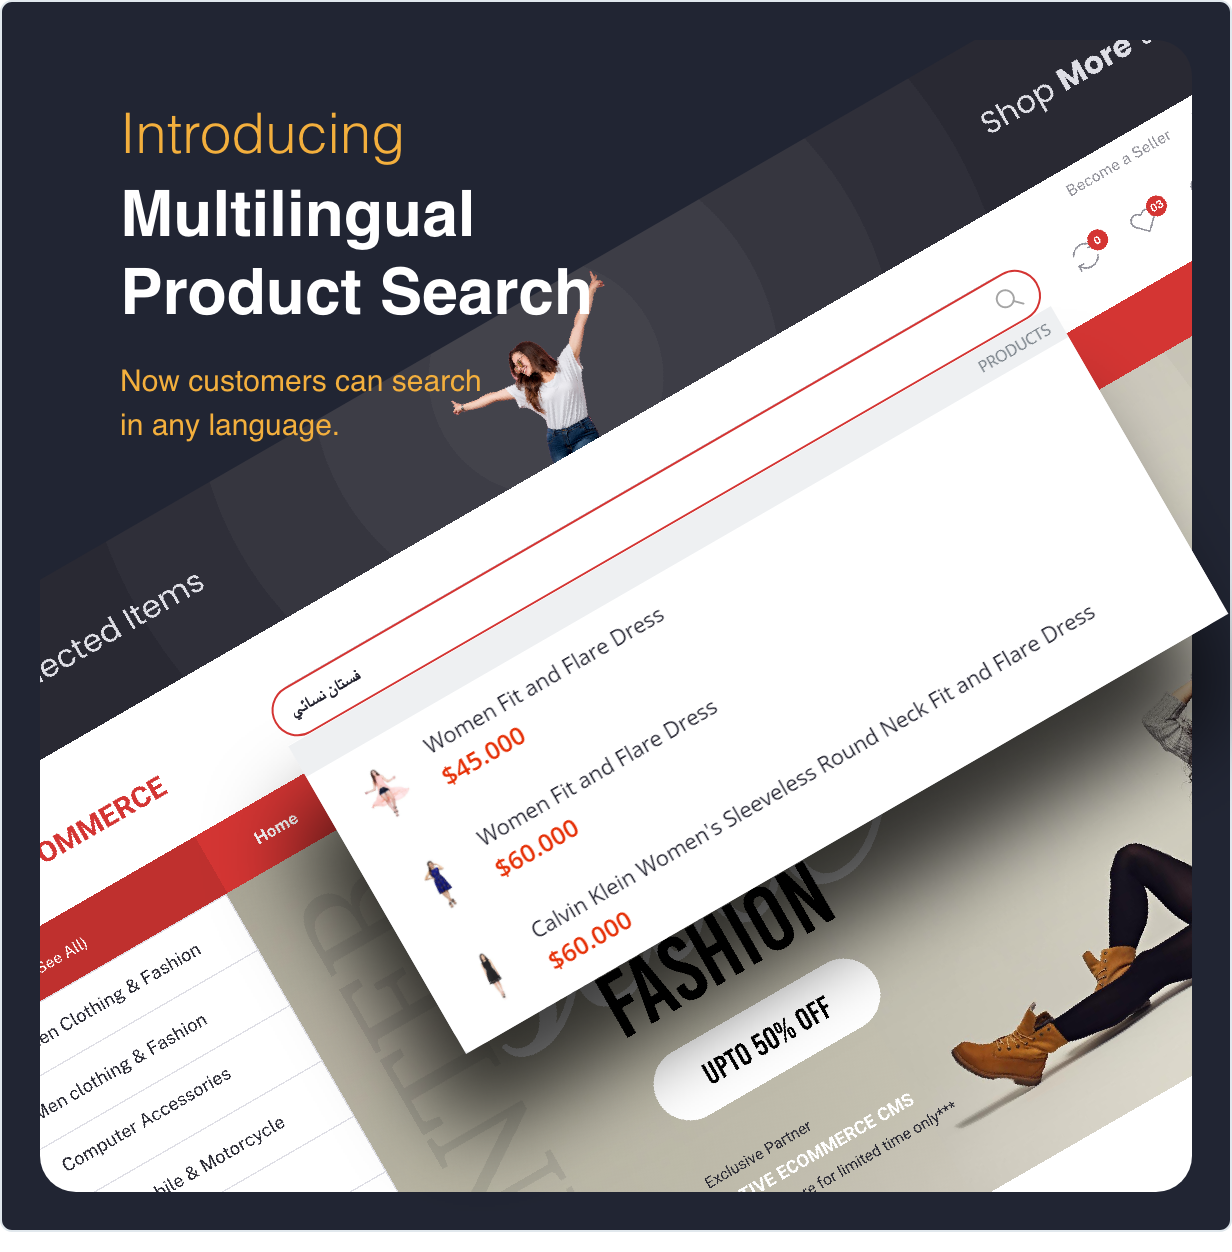 Introducing
Multilingual
Product Search
Now customers can search
in any language.
Shop More
Become a Seller
0
03
ected Items
فستان نسائي
PRODUCTS
Women Fit and Flare Dress
$45.000
Women Fit and Flare Dress
$60.000
Calvin Klein Women's Sleeveless Round Neck Fit and Flare Dress
$60.000
OMMERCE
Home
See All)
en Clothing & Fashion
Men clothing & Fashion
Computer Accessories
bile & Motorcycle
FASHION
UPTO 50% OFF
Exclusive Partner
TIVE ECOMMERCE CMS
re for limited time only***